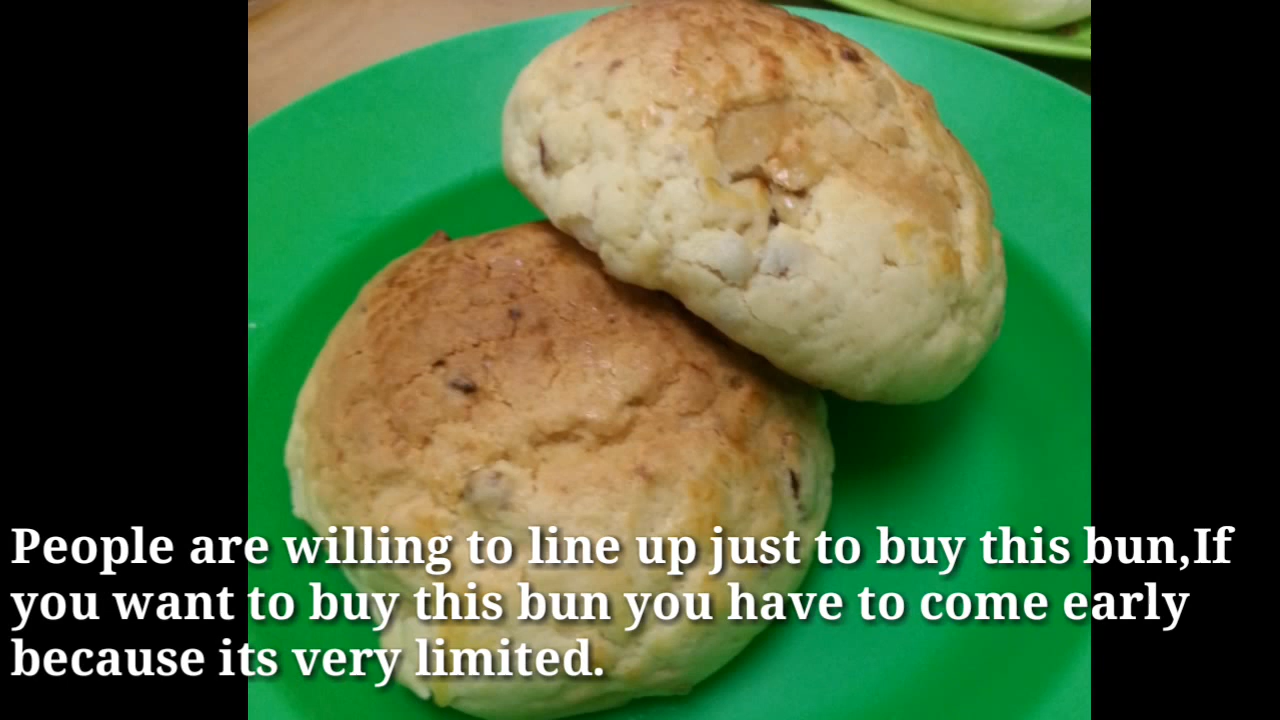 People are willing to line up just to buy this bun,If
you want to buy this bun you have to come early
because its very limited.